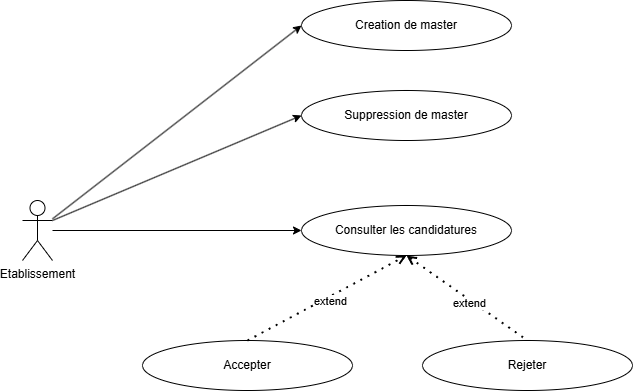 Creation de master
Suppression de master
Consulter les candidatures
Etablissement
extend
extend
Accepter
Rejeter